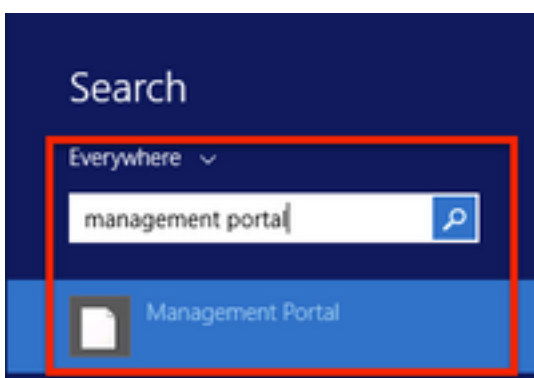 Search
Everywhere
management portal
Management Portal